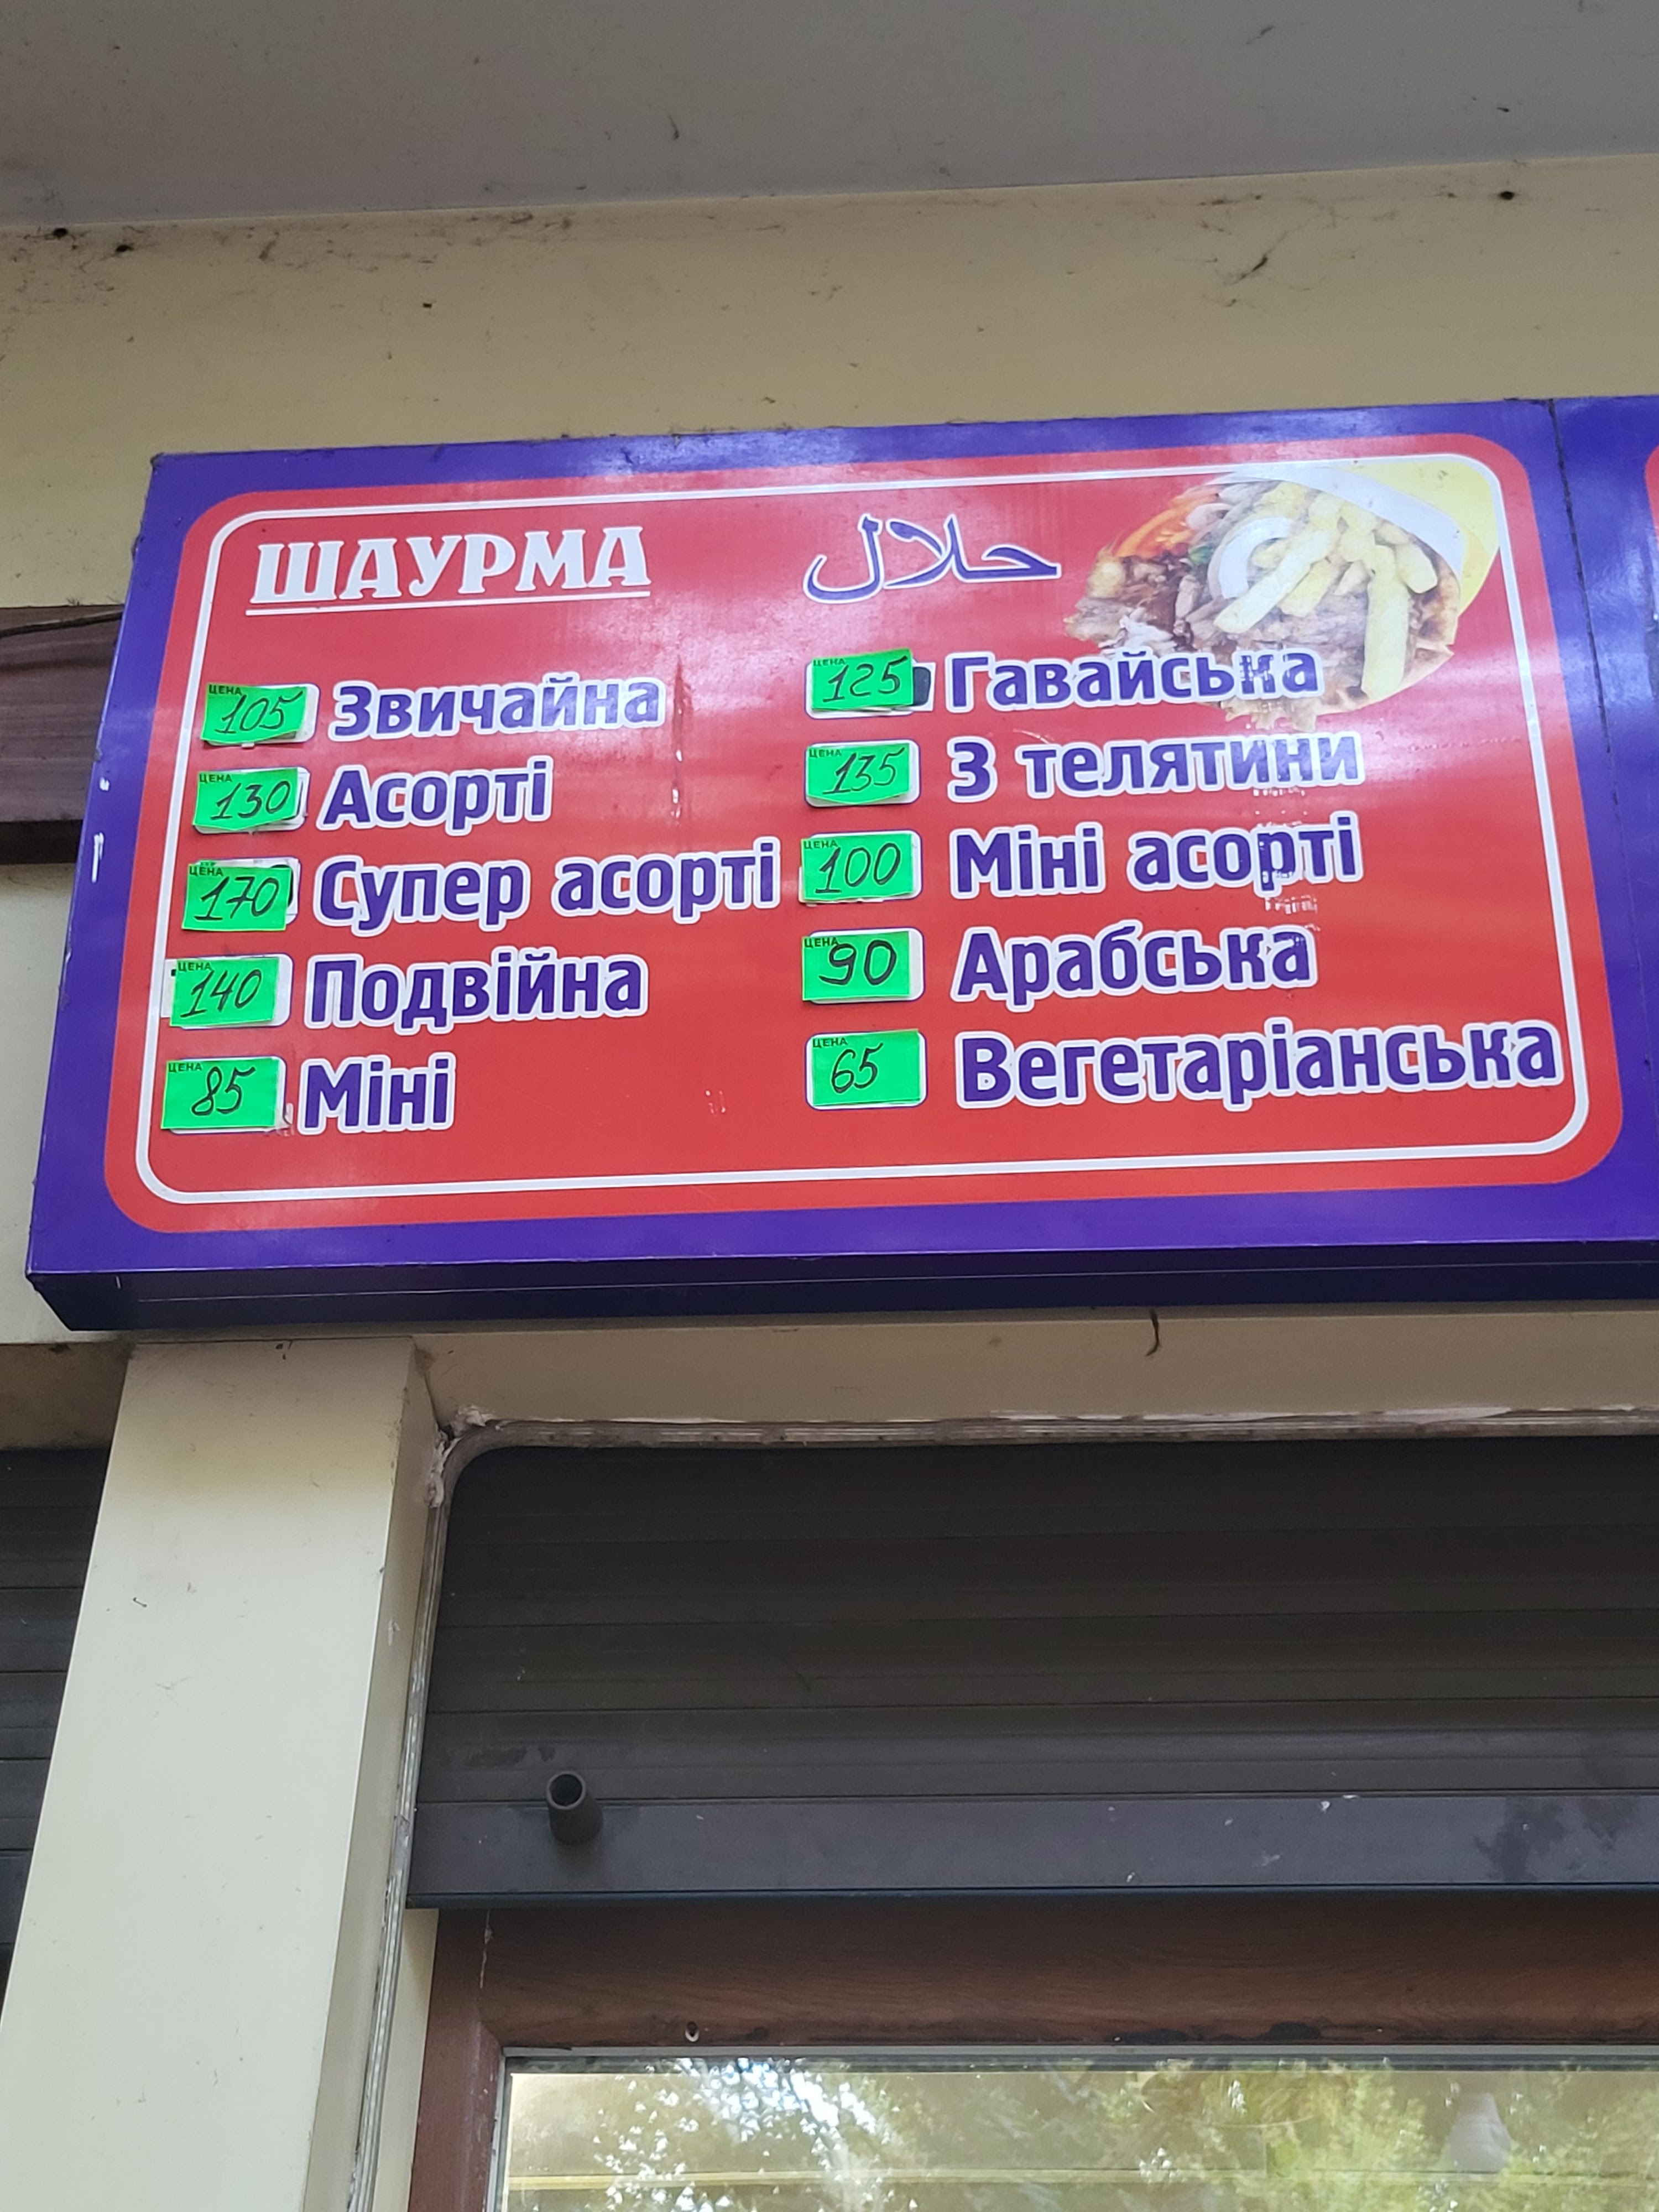 ШАУРМА
حلال
ЦЕНА 105 Звичайна
ЦЕНА 130 Асорті
ЦЕНА 170 Супер асорті
ЦЕНА 140 Подвійна
ЦЕНА 85 Міні
ЦЕНА 125 Гавайська
ЦЕНА 135 З телятини
ЦЕНА 100 Міні асорті
ЦЕНА 90 Арабська
ЦЕНА 65 Вегетаріанська